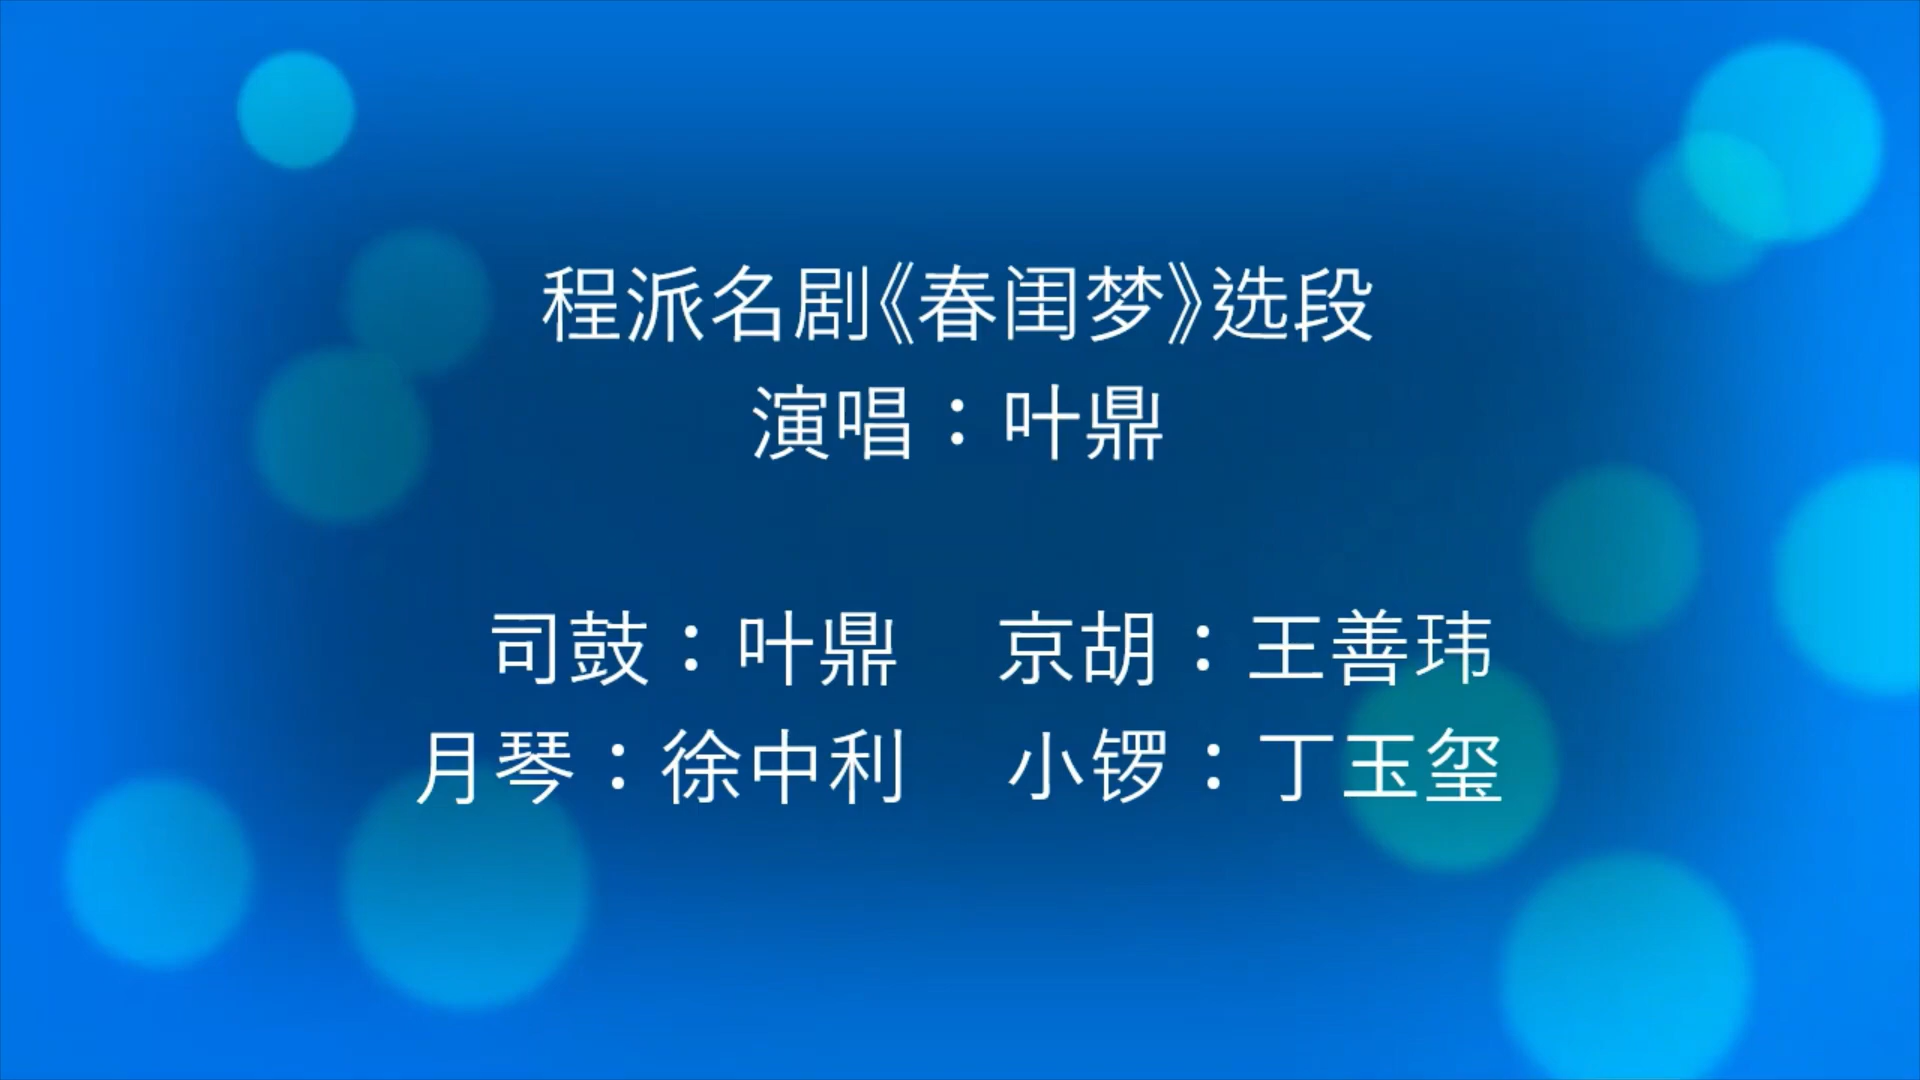 程派名剧《春闺梦》选段
演唱：叶鼎
司鼓：叶鼎 京胡：王善玮
月琴：徐中利 小锣：丁玉玺